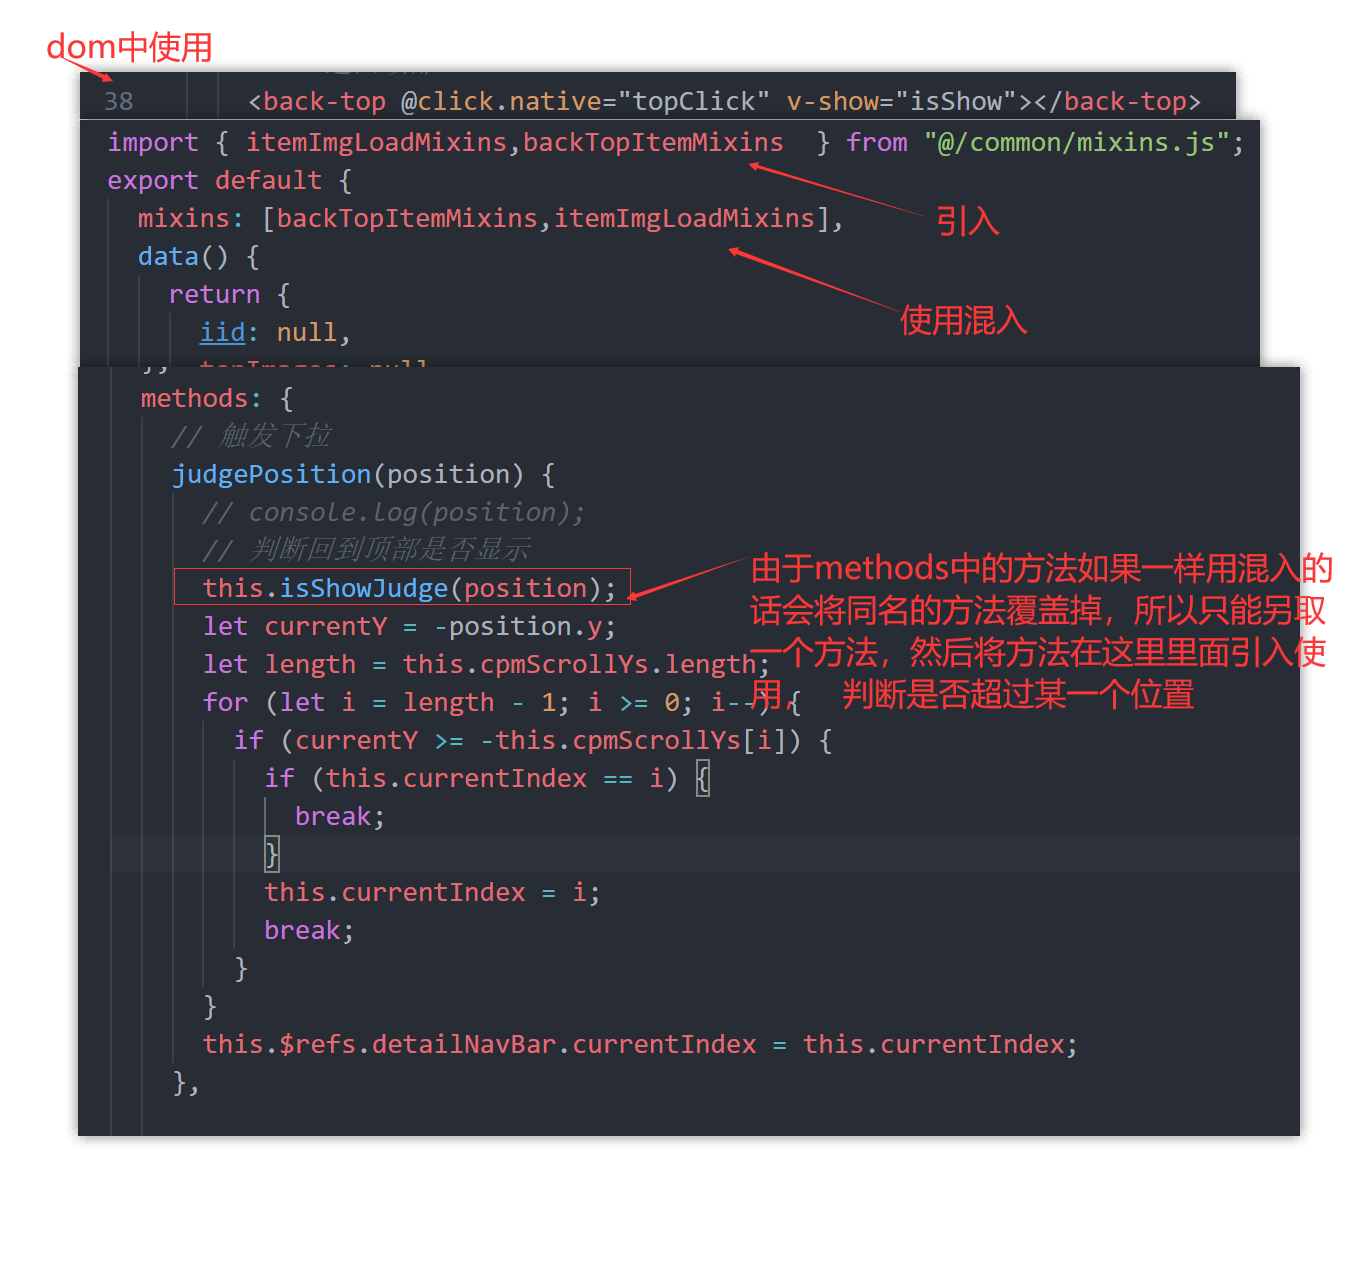 dom中使用
38 <back-top @click.native="topClick" v-show="isShow"></back-top>
import { itemImgLoadMixins,backTopItemMixins  } from "@/common/mixins.js";
export default {
mixins: [backTopItemMixins,itemImgLoadMixins],
引入
data() {
return {
使用混入
iid: null,
methods: {
// 触发下拉
judgePosition(position) {
// console.log(position);
// 判断回到顶部是否显示
this.isShowJudge(position);
由于methods中的方法如果一样用混入的
话会将同名的方法覆盖掉，所以只能另取
一个方法，然后将方法在这里里面引入使
用， 判断是否超过某一个位置
let currentY = -position.y;
let length = this.cpmScrollYs.length;
for (let i = length - 1; i >= 0; i--) {
if (currentY >= -this.cpmScrollYs[i]) {
if (this.currentIndex == i) {
break;
}
this.currentIndex = i;
break;
}
}
this.$refs.detailNavBar.currentIndex = this.currentIndex;
},